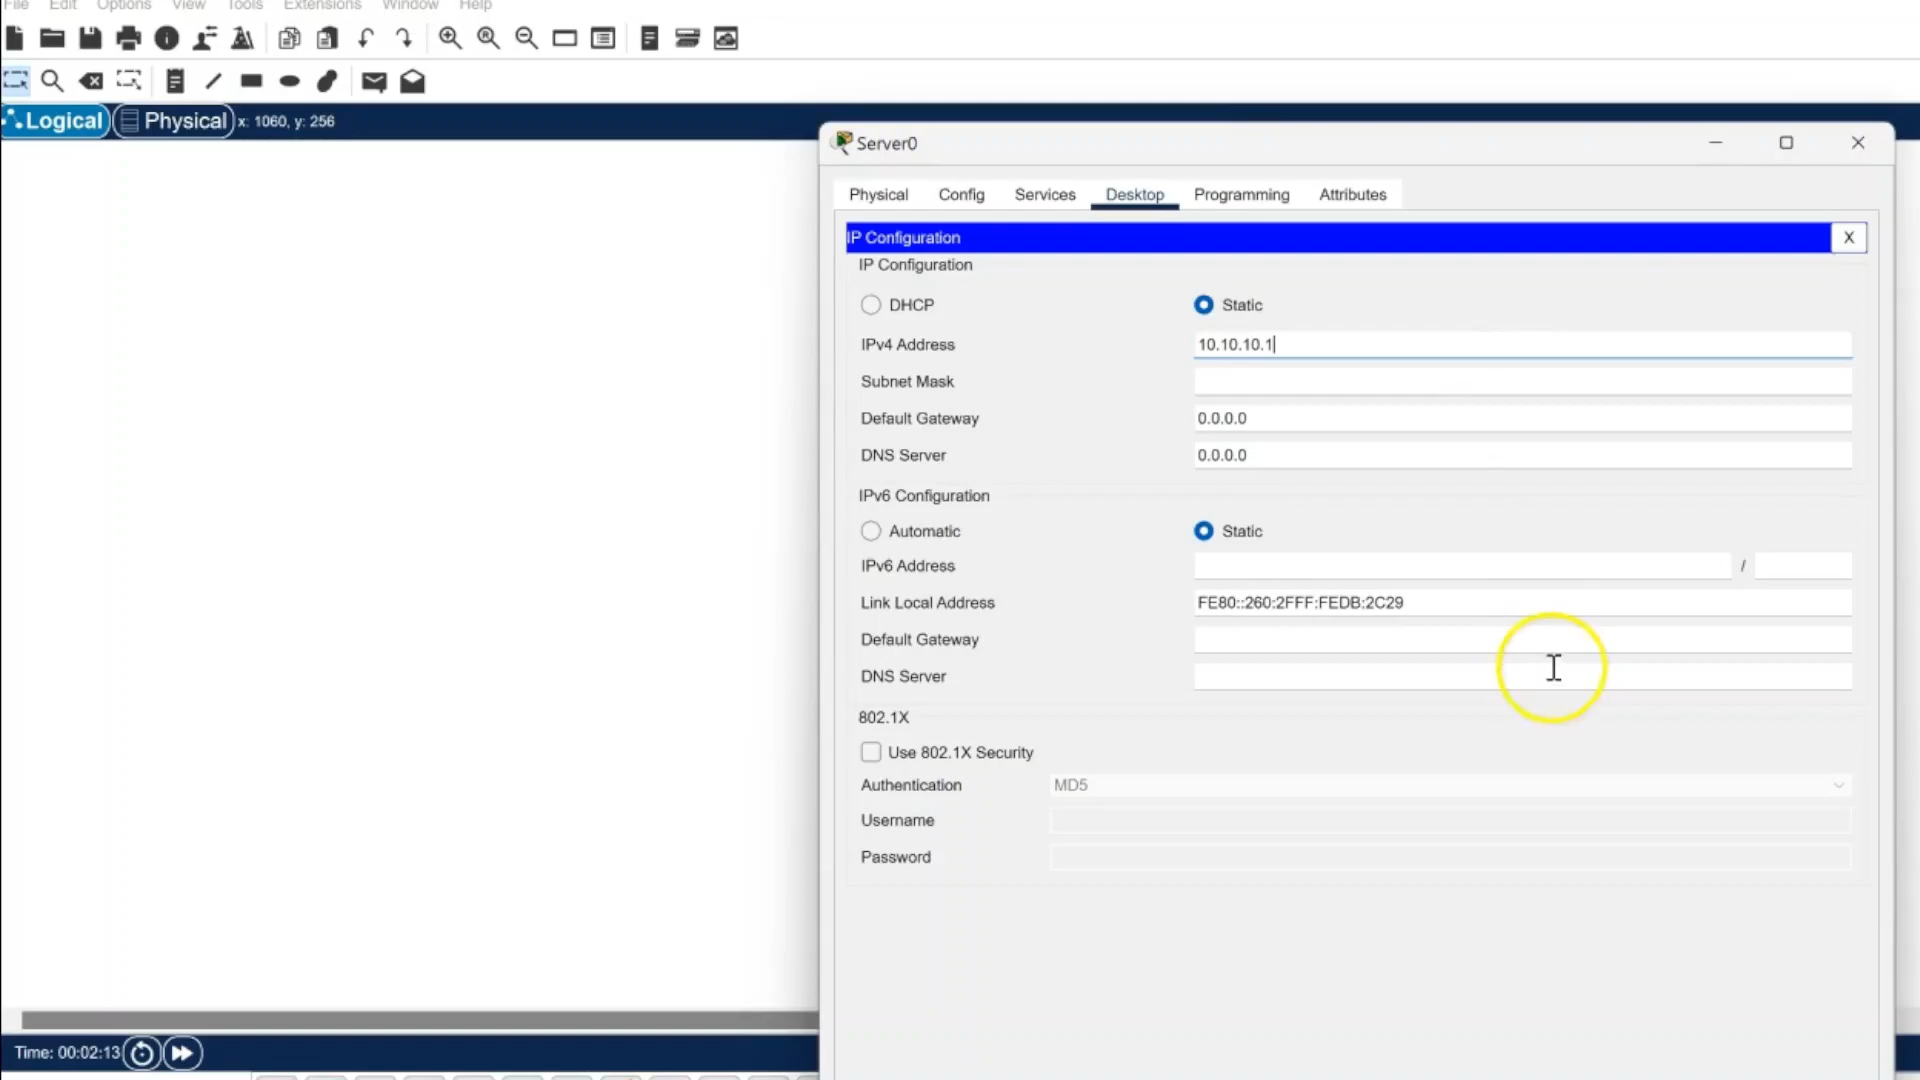 File Edit Options View Tools Extensions Window Help
Logical Physical x: 1060, y: 256
Server0
Physical Config Services Desktop Programming Attributes
IP Configuration X
IP Configuration
DHCP Static
IPv4 Address 10.10.10.1
Subnet Mask
Default Gateway 0.0.0.0
DNS Server 0.0.0.0
IPv6 Configuration
Automatic Static
IPv6 Address /
Link Local Address FE80::260:2FFF:FEDB:2C29
Default Gateway
DNS Server
802.1X
Use 802.1X Security
Authentication MD5
Username
Password
Time: 00:02:13